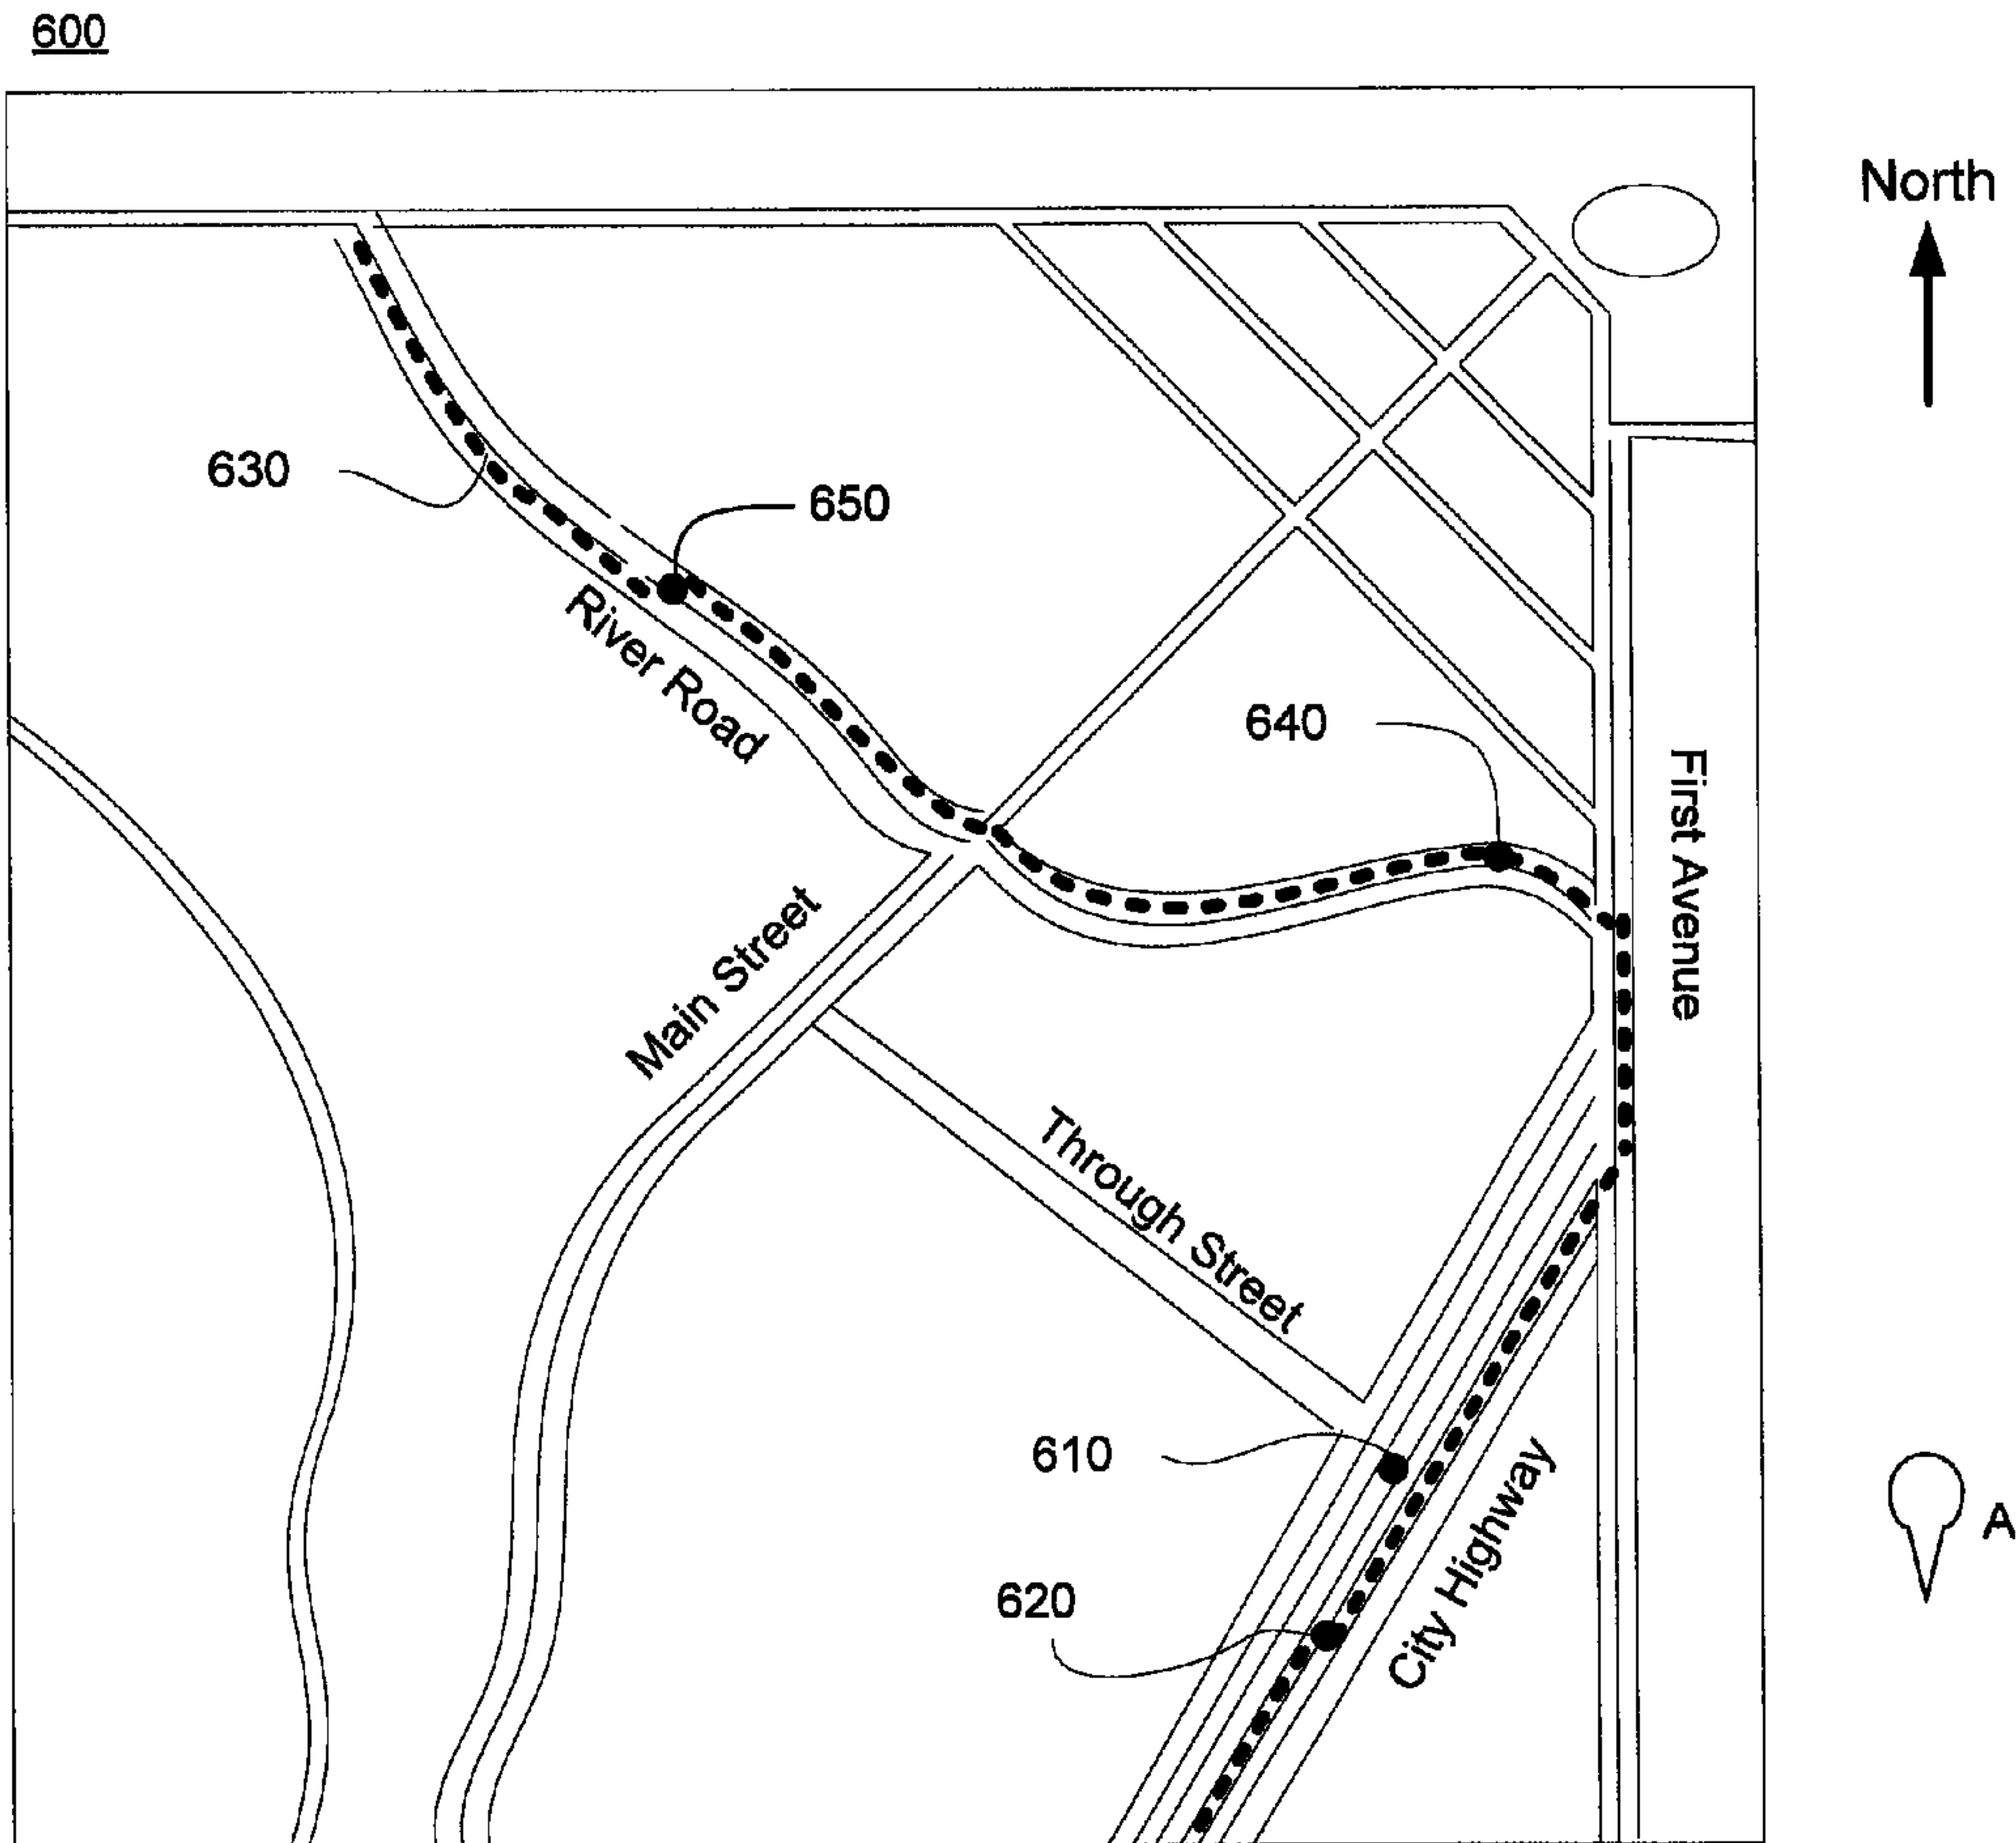 600
North
630
650
River Road
640
First Avenue
Main Street
Through Street
610
City Highway
A
620